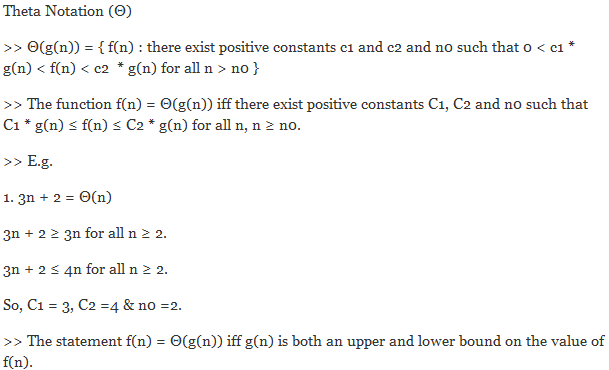 Theta Notation (Θ)
>> Θ(g(n)) = { f(n) : there exist positive constants c1 and c2 and n0 such that 0 < c1 *
g(n) < f(n) < c2  * g(n) for all n > n0 }
>> The function f(n) = Θ(g(n)) iff there exist positive constants C1, C2 and n0 such that
C1 * g(n) ≤ f(n) ≤ C2 * g(n) for all n, n ≥ n0.
>> E.g.
1. 3n + 2 = Θ(n)
3n + 2 ≥ 3n for all n ≥ 2.
3n + 2 ≤ 4n for all n ≥ 2.
So, C1 = 3, C2 =4 & n0 =2.
>> The statement f(n) = Θ(g(n)) iff g(n) is both an upper and lower bound on the value of
f(n).